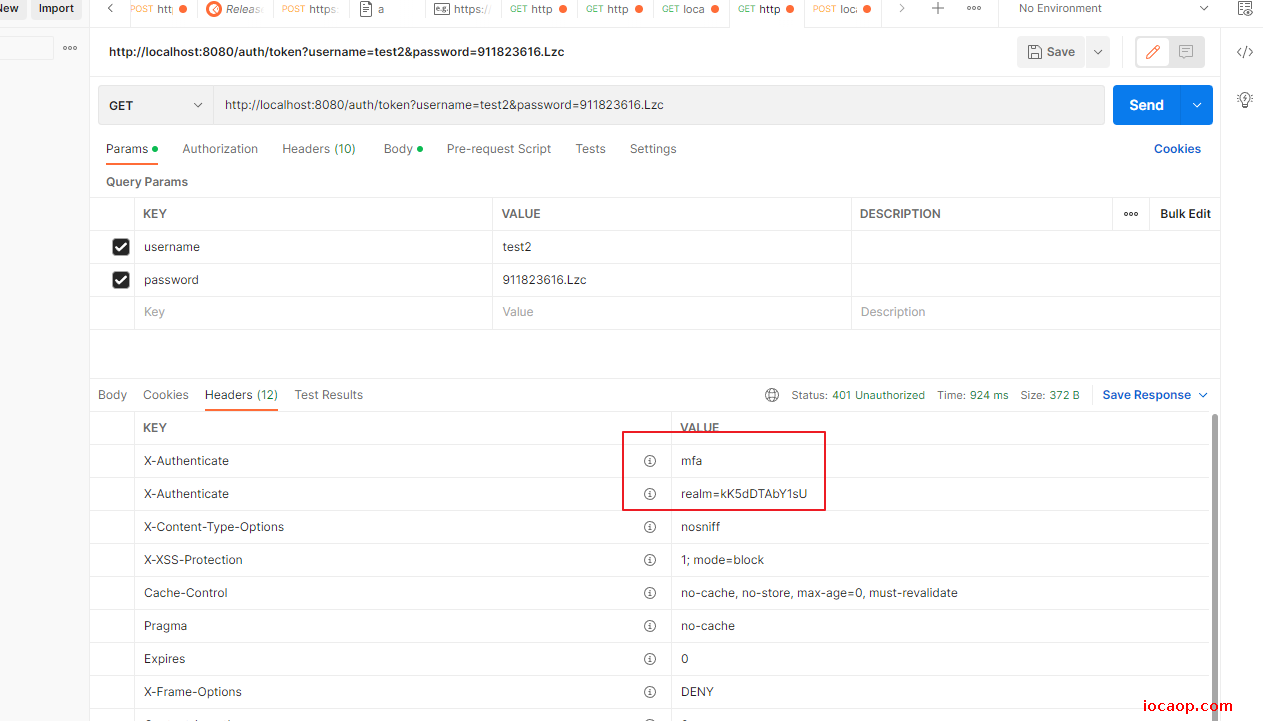 New Import POST htt Releas POST https: a e.g. https:/ GET http GET http GET loca GET http POST loc No Environment
http://localhost:8080/auth/token?username=test2&password=911823616.Lzc Save
GET http://localhost:8080/auth/token?username=test2&password=911823616.Lzc Send
Params Authorization Headers (10) Body Pre-request Script Tests Settings Cookies
Query Params
KEY VALUE DESCRIPTION Bulk Edit
username test2
password 911823616.Lzc
Key Value Description
Body Cookies Headers (12) Test Results Status: 401 Unauthorized Time: 924 ms Size: 372 B Save Response
KEY VALUE
X-Authenticate mfa
X-Authenticate realm=kK5dDTAbY1sU
X-Content-Type-Options nosniff
X-XSS-Protection 1; mode=block
Cache-Control no-cache, no-store, max-age=0, must-revalidate
Pragma no-cache
Expires 0
X-Frame-Options DENY
iocaop.com